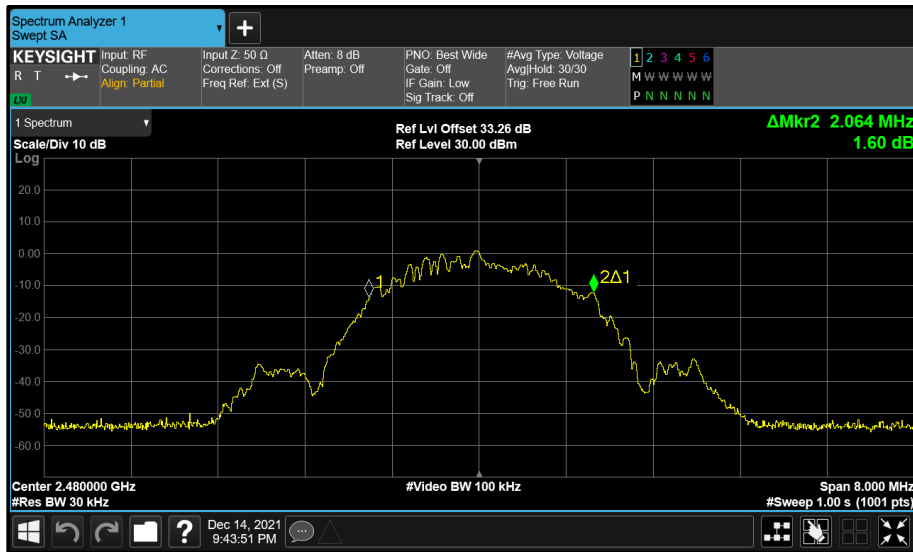 Spectrum Analyzer 1
Swept SA
+
KEYSIGHT
R T
LXI
Input: RF
Coupling: AC
Align: Partial
Input Z: 50 Ω
Corrections: Off
Freq Ref: Ext (S)
Atten: 8 dB
Preamp: Off
PNO: Best Wide
Gate: Off
IF Gain: Low
Sig Track: Off
#Avg Type: Voltage
Avg|Hold: 30/30
Trig: Free Run
1 2 3 4 5 6
M W W W W W
P N N N N N
1 Spectrum
Scale/Div 10 dB
Log
Ref Lvl Offset 33.26 dB
Ref Level 30.00 dBm
ΔMkr2 2.064 MHz
1.60 dB
20.0
10.0
0.00
-10.0
-20.0
-30.0
-40.0
-50.0
-60.0
1
2Δ1
Center 2.480000 GHz
#Res BW 30 kHz
#Video BW 100 kHz
Span 8.000 MHz
#Sweep 1.00 s (1001 pts)
?
Dec 14, 2021
9:43:51 PM